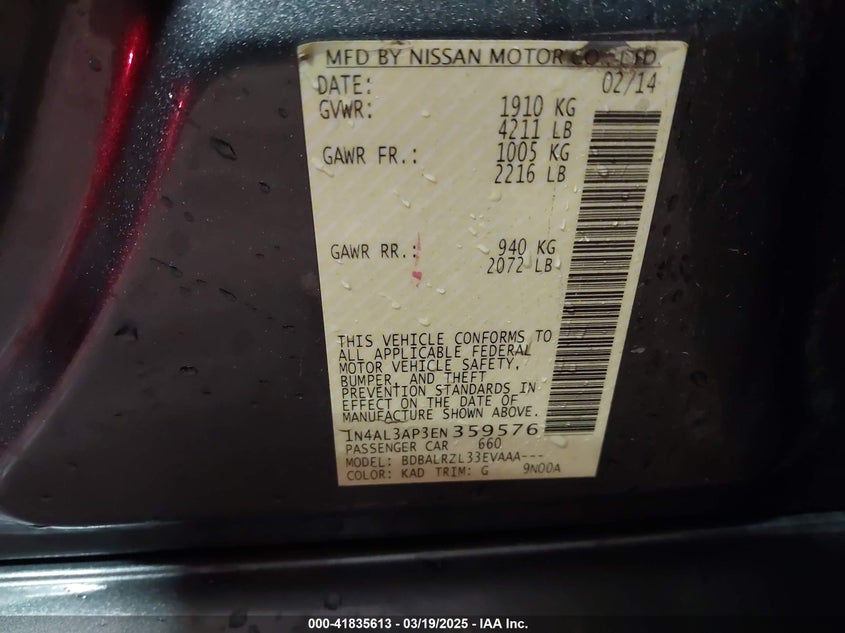 MFD BY NISSAN MOTOR CO., LTD.
DATE: 02/14
GVWR: 1910 KG
4211 LB
GAWR FR.: 1005 KG
2216 LB
GAWR RR.: 940 KG
2072 LB
THIS VEHICLE CONFORMS TO
ALL APPLICABLE FEDERAL
MOTOR VEHICLE SAFETY,
BUMPER, AND THEFT
PREVENTION STANDARDS IN
EFFECT ON THE DATE OF
MANUFACTURE SHOWN ABOVE.
1N4AL3AP3EN359576
PASSENGER CAR 660
MODEL: BDBALRZL33EVAAA---
COLOR: KAD TRIM: G 9N00A
000-41835613 - 03/19/2025 - IAA Inc.